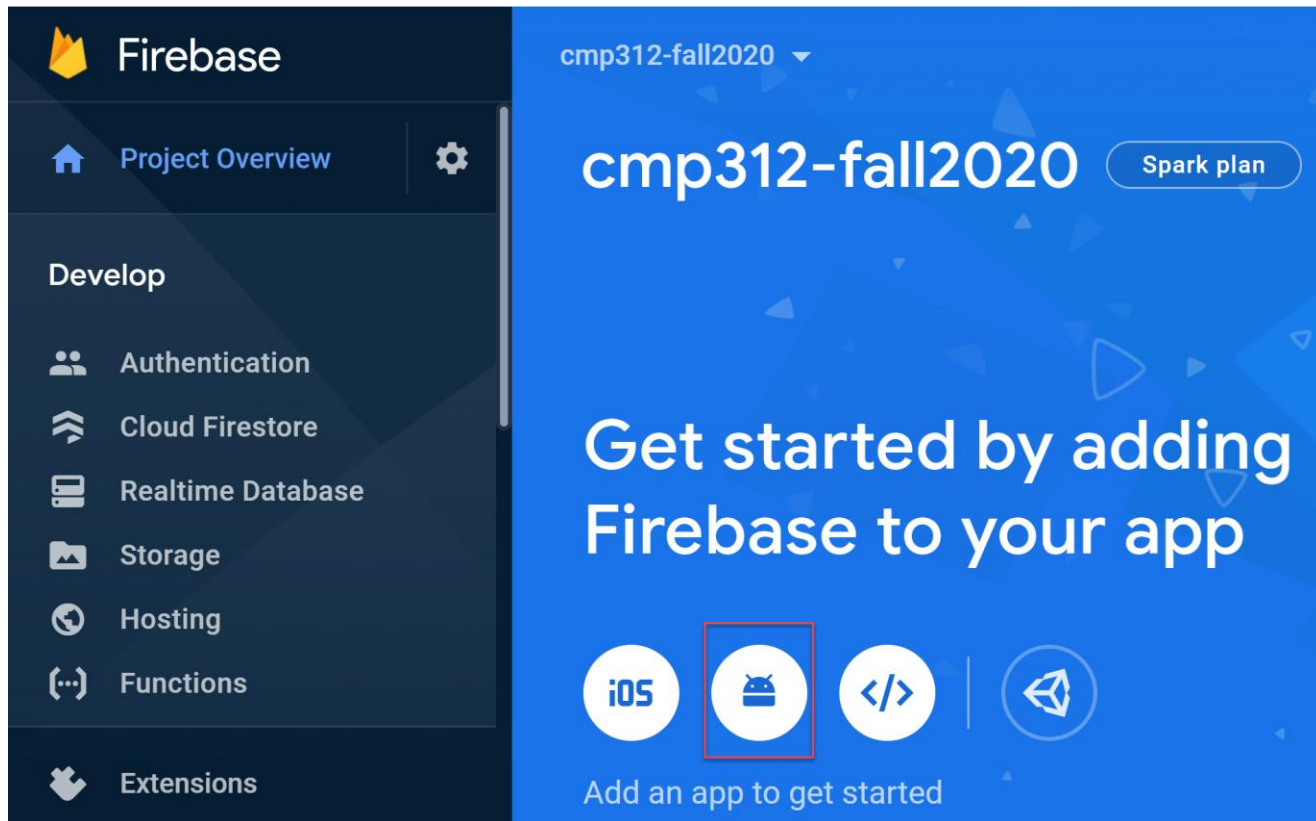 Firebase
Project Overview
Develop
Authentication
Cloud Firestore
Realtime Database
Storage
Hosting
Functions
Extensions
cmp312-fall2020
cmp312-fall2020 Spark plan
Get started by adding
Firebase to your app
iOS </>
Add an app to get started